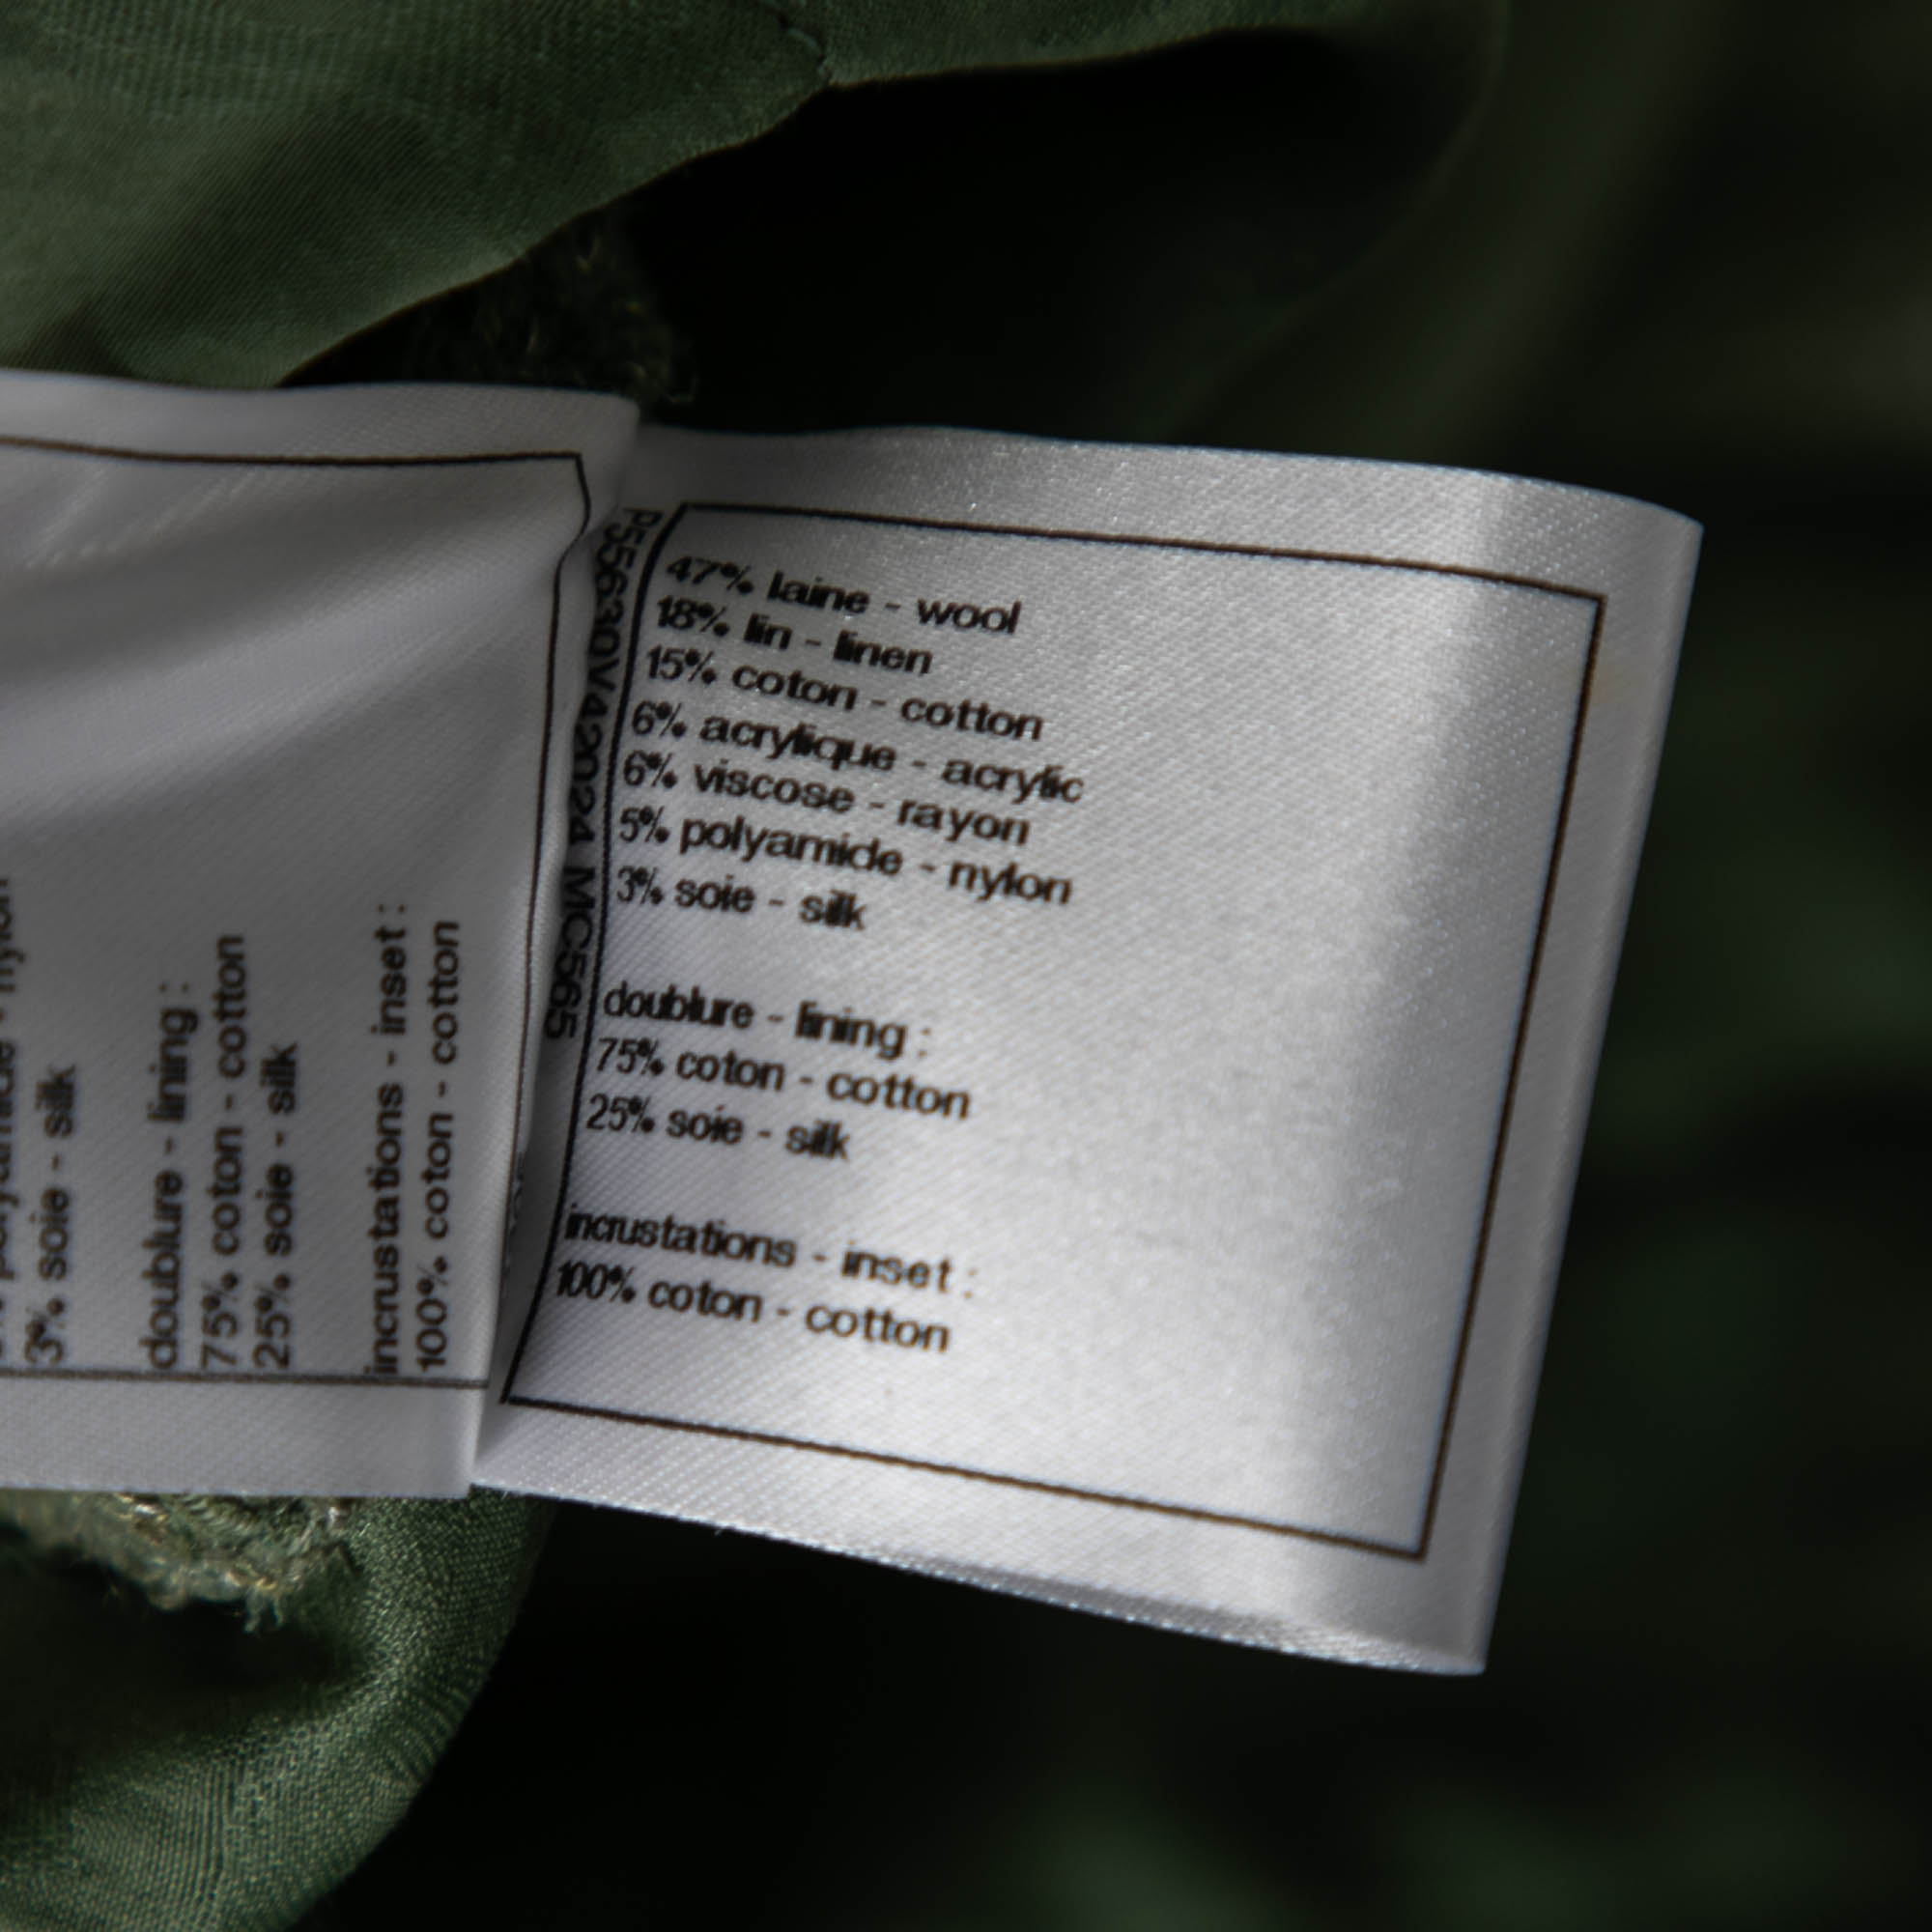 3% soie - silk
doublure - lining :
75% coton - cotton
25% soie - silk
incrustations - inset :
100% coton - cotton
47% laine - wool
18% lin - linen
15% coton - cotton
6% acrylique - acrylic
6% viscose - rayon
5% polyamide - nylon
3% soie - silk
doublure - lining :
75% coton - cotton
25% soie - silk
incrustations - inset :
100% coton - cotton